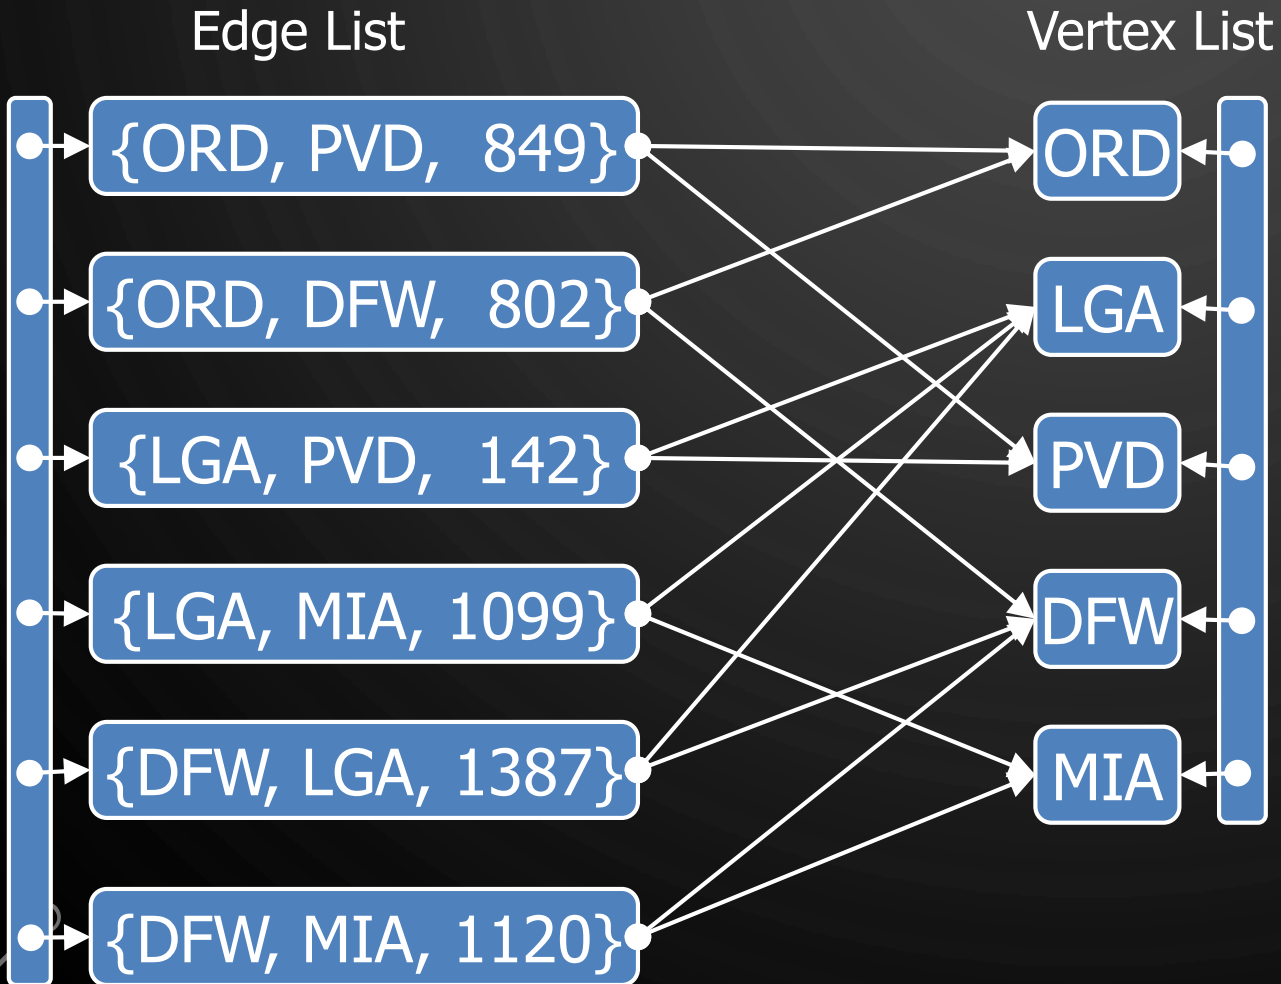 Edge List
Vertex List
{ORD, PVD, 849}
ORD
{ORD, DFW, 802}
LGA
{LGA, PVD, 142}
PVD
{LGA, MIA, 1099}
DFW
{DFW, LGA, 1387}
MIA
{DFW, MIA, 1120}